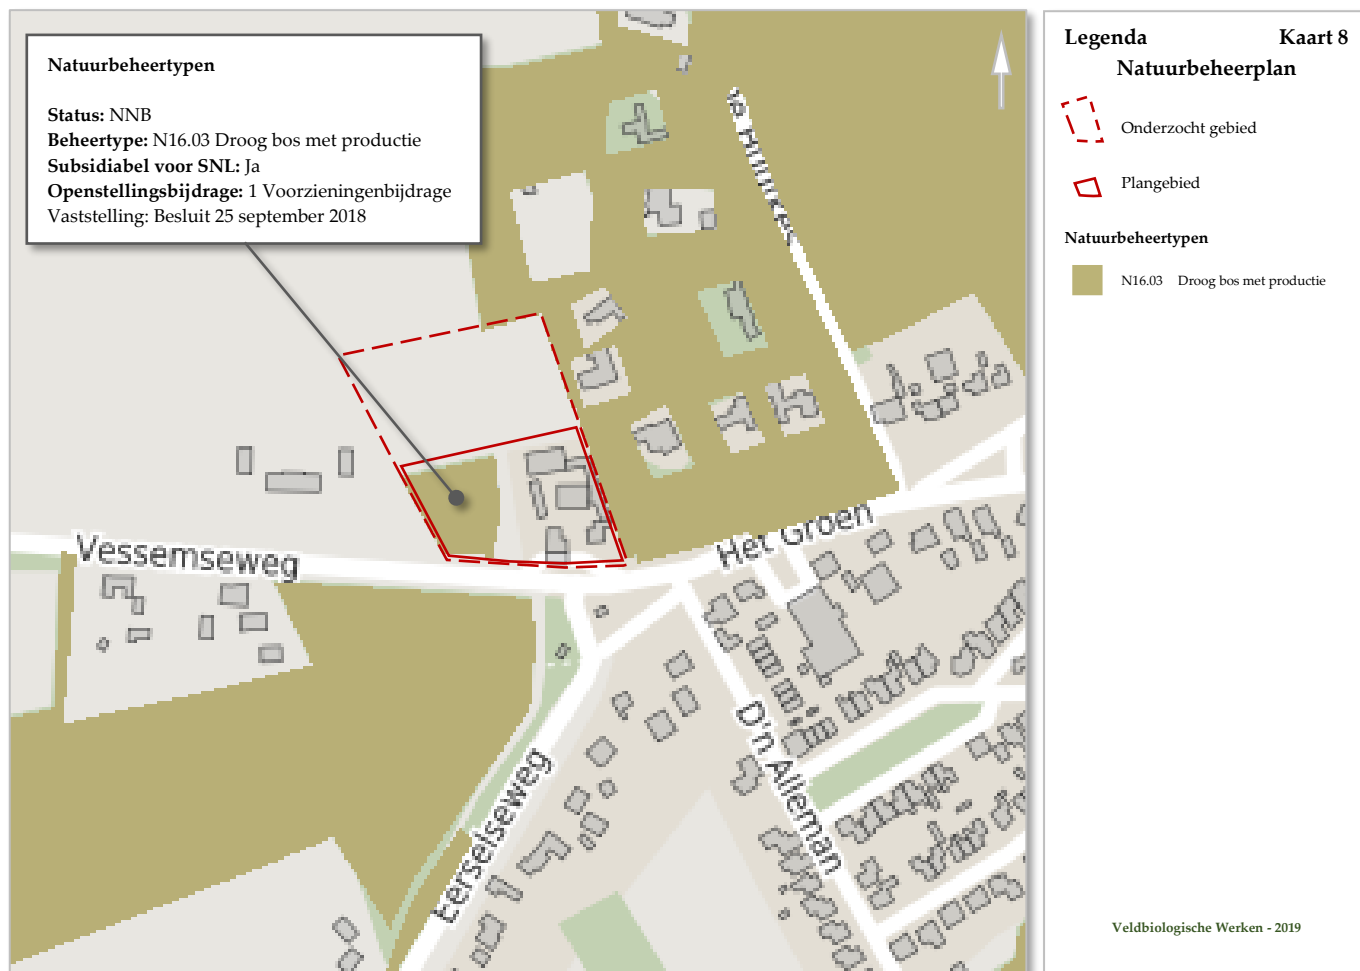 Natuurbeheertypen
Status: NNB
Beheertype: N16.03 Droog bos met productie
Subsidiabel voor SNL: Ja
Openstellingsbijdrage: 1 Voorzieningenbijdrage
Vaststelling: Besluit 25 september 2018
Vessemseweg
Het Groen
Eerselseweg
D'n Alleman
Legenda Kaart 8
Natuurbeheerplan
Onderzocht gebied
Plangebied
Natuurbeheertypen
N16.03 Droog bos met productie
Veldbiologische Werken - 2019